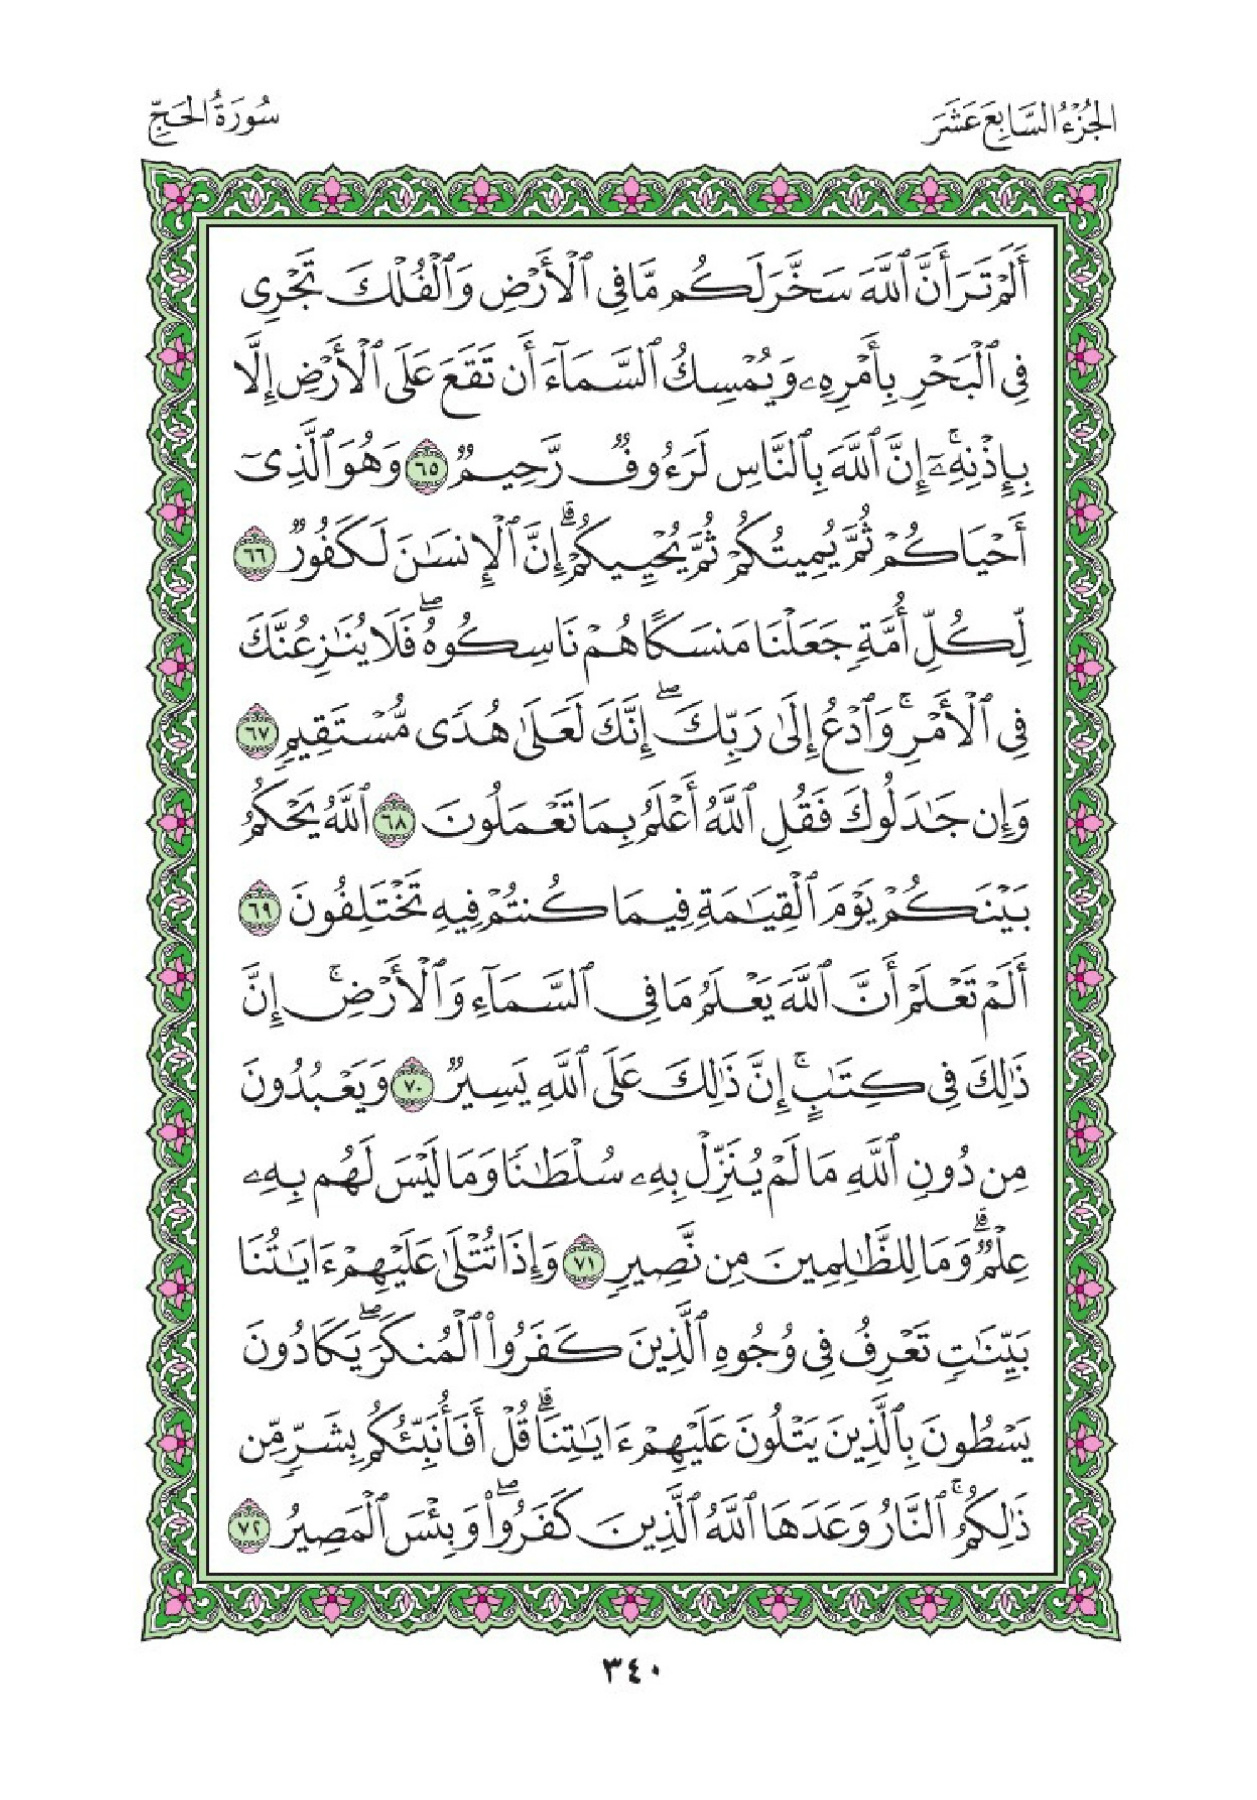 الجُزْءُ السَّابِعَ عَشَرَ
سُورَةُ الحَجِّ
أَلَمْ تَرَ أَنَّ ٱللَّهَ سَخَّرَ لَكُم مَّا فِى ٱلْأَرْضِ وَٱلْفُلْكَ تَجْرِى
فِى ٱلْبَحْرِ بِأَمْرِهِۦ وَيُمْسِكُ ٱلسَّمَآءَ أَن تَقَعَ عَلَى ٱلْأَرْضِ إِلَّا
بِإِذْنِهِۦٓ ۚ إِنَّ ٱللَّهَ بِٱلنَّاسِ لَرَءُوفٌ رَّحِيمٌ ٦٥ وَهُوَ ٱلَّذِىٓ
أَحْيَاكُمْ ثُمَّ يُمِيتُكُمْ ثُمَّ يُحْيِيكُمْ ۗ إِنَّ ٱلْإِنسَـٰنَ لَكَفُورٌ ٦٦
لِّكُلِّ أُمَّةٍ جَعَلْنَا مَنسَكًا هُمْ نَاسِكُوهُ ۖ فَلَا يُنَـٰزِعُنَّكَ
فِى ٱلْأَمْرِ ۚ وَٱدْعُ إِلَىٰ رَبِّكَ ۖ إِنَّكَ لَعَلَىٰ هُدًى مُّسْتَقِيمٍ ٦٧
وَإِن جَـٰدَلُوكَ فَقُلِ ٱللَّهُ أَعْلَمُ بِمَا تَعْمَلُونَ ٦٨ ٱللَّهُ يَحْكُمُ
بَيْنَكُمْ يَوْمَ ٱلْقِيَـٰمَةِ فِيمَا كُنتُمْ فِيهِ تَخْتَلِفُونَ ٦٩
أَلَمْ تَعْلَمْ أَنَّ ٱللَّهَ يَعْلَمُ مَا فِى ٱلسَّمَآءِ وَٱلْأَرْضِ ۚ إِنَّ
ذَٰلِكَ فِى كِتَـٰبٍ ۚ إِنَّ ذَٰلِكَ عَلَى ٱللَّهِ يَسِيرٌ ٧٠ وَيَعْبُدُونَ
مِن دُونِ ٱللَّهِ مَا لَمْ يُنَزِّلْ بِهِۦ سُلْطَـٰنًا وَمَا لَيْسَ لَهُم بِهِۦ
عِلْمٌ ۗ وَمَا لِلظَّـٰلِمِينَ مِن نَّصِيرٍ ٧١ وَإِذَا تُتْلَىٰ عَلَيْهِمْ ءَايَـٰتُنَا
بَيِّنَـٰتٍ تَعْرِفُ فِى وُجُوهِ ٱلَّذِينَ كَفَرُوا۟ ٱلْمُنكَرَ ۖ يَكَادُونَ
يَسْطُونَ بِٱلَّذِينَ يَتْلُونَ عَلَيْهِمْ ءَايَـٰتِنَا ۗ قُلْ أَفَأُنَبِّئُكُم بِشَرٍّ مِّن
ذَٰلِكُمُ ۚ ٱلنَّارُ وَعَدَهَا ٱللَّهُ ٱلَّذِينَ كَفَرُوا۟ ۖ وَبِئْسَ ٱلْمَصِيرُ ٧٢
٣٤٠